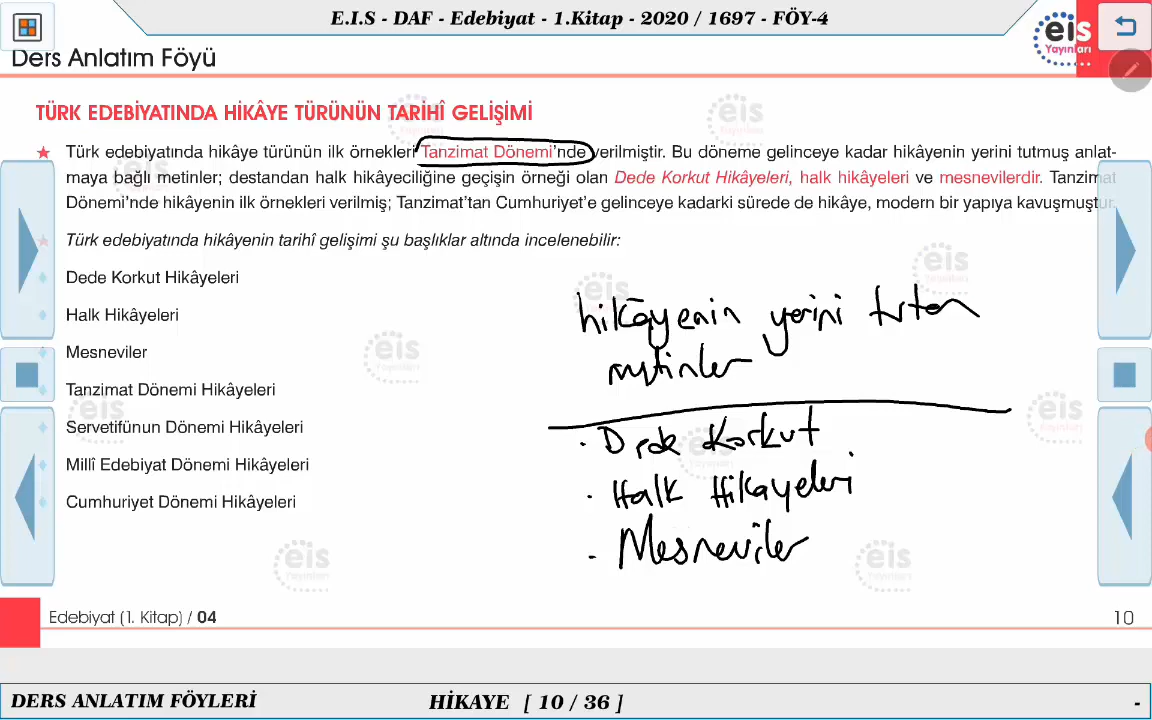 E.I.S - DAF - Edebiyat - 1.Kitap - 2020 / 1697 - FÖY-4
eis
Yayınları
Ders Anlatım Föyü
TÜRK EDEBİYATINDA HİKÂYE TÜRÜNÜN TARİHÎ GELİŞİMİ
Türk edebiyatında hikâye türünün ilk örnekleri Tanzimat Dönemi'nde verilmiştir. Bu döneme gelinceye kadar hikâyenin yerini tutmuş anlat-
maya bağlı metinler; destandan halk hikâyeciliğine geçişin örneği olan Dede Korkut Hikâyeleri, halk hikâyeleri ve mesnevilerdir. Tanzimat
Dönemi'nde hikâyenin ilk örnekleri verilmiş; Tanzimat'tan Cumhuriyet'e gelinceye kadarki sürede de hikâye, modern bir yapıya kavuşmuştur.
Türk edebiyatında hikâyenin tarihî gelişimi şu başlıklar altında incelenebilir:
Dede Korkut Hikâyeleri
Halk Hikâyeleri
Mesneviler
Tanzimat Dönemi Hikâyeleri
Servetifünun Dönemi Hikâyeleri
Millî Edebiyat Dönemi Hikâyeleri
Cumhuriyet Dönemi Hikâyeleri
hikâyenin yerini tutan
metinler
· Dede Korkut
· Halk Hikayeleri
- Mesneviler
Edebiyat (1. Kitap) / 04
10
DERS ANLATIM FÖYLERİ
HİKAYE [ 10 / 36 ]
-